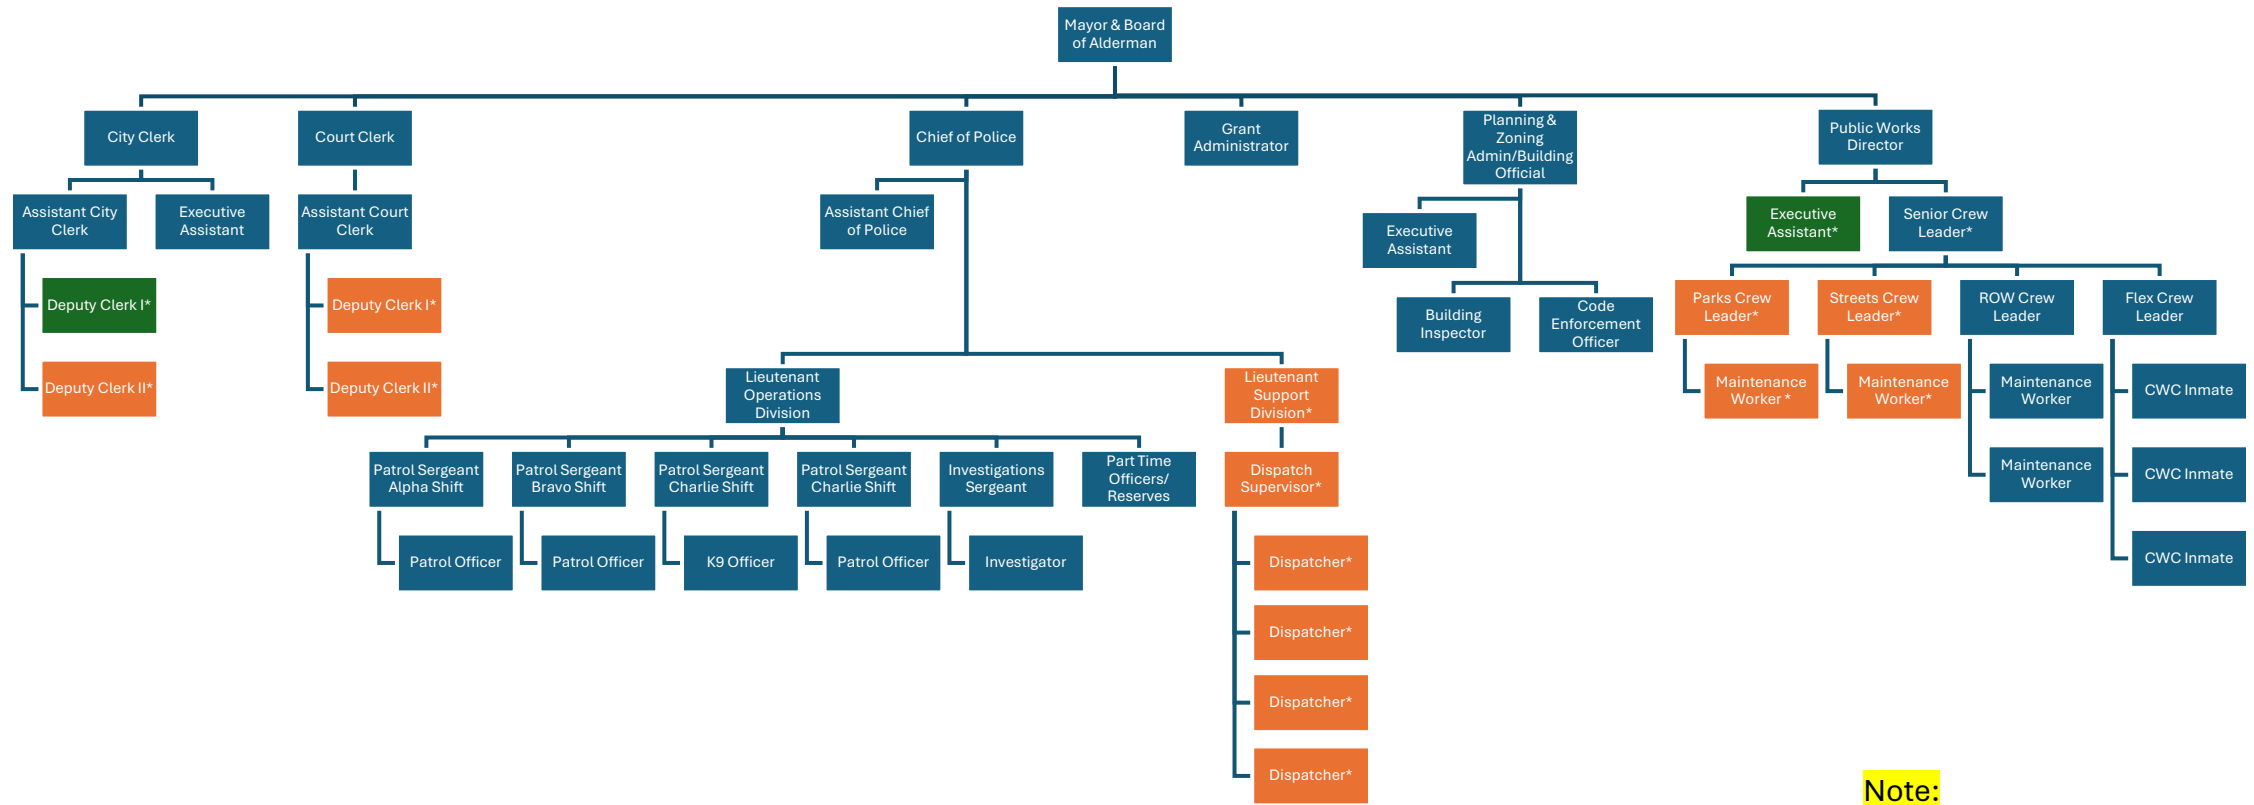 Mayor & Board
of Alderman
City Clerk
Court Clerk
Chief of Police
Grant
Administrator
Planning &
Zoning
Admin/Building
Official
Public Works
Director
Assistant City
Clerk
Executive
Assistant
Assistant Court
Clerk
Assistant Chief
of Police
Executive
Assistant
Executive
Assistant*
Senior Crew
Leader*
Deputy Clerk I*
Deputy Clerk I*
Building
Inspector
Code
Enforcement
Officer
Parks Crew
Leader*
Streets Crew
Leader*
ROW Crew
Leader
Flex Crew
Leader
Deputy Clerk II*
Deputy Clerk II*
Lieutenant
Operations
Division
Lieutenant
Support
Division*
Maintenance
Worker *
Maintenance
Worker*
Maintenance
Worker
CWC Inmate
Patrol Sergeant
Alpha Shift
Patrol Sergeant
Bravo Shift
Patrol Sergeant
Charlie Shift
Patrol Sergeant
Charlie Shift
Investigations
Sergeant
Part Time
Officers/
Reserves
Dispatch
Supervisor*
Maintenance
Worker
CWC Inmate
Patrol Officer
Patrol Officer
K9 Officer
Patrol Officer
Investigator
Dispatcher*
CWC Inmate
Dispatcher*
Dispatcher*
Dispatcher*
Note: